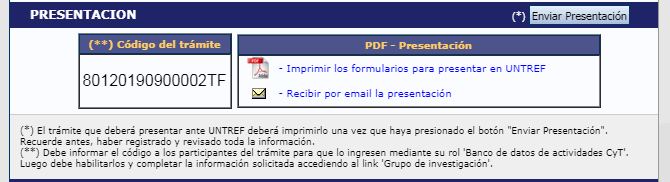 PRESENTACION (*) Enviar Presentación
(**) Código del trámite
80120190900002TF
PDF - Presentación
- Imprimir los formularios para presentar en UNTREF
- Recibir por email la presentación
(*) El trámite que deberá presentar ante UNTREF deberá imprimirlo una vez que haya presionado el botón "Enviar Presentación".
Recuerde antes, haber registrado y revisado toda la información.
(**) Debe informar el código a los participantes del trámite para que lo ingresen mediante su rol 'Banco de datos de actividades CyT'.
Luego debe habilitarlos y completar la información solicitada accediendo al link 'Grupo de investigación'.